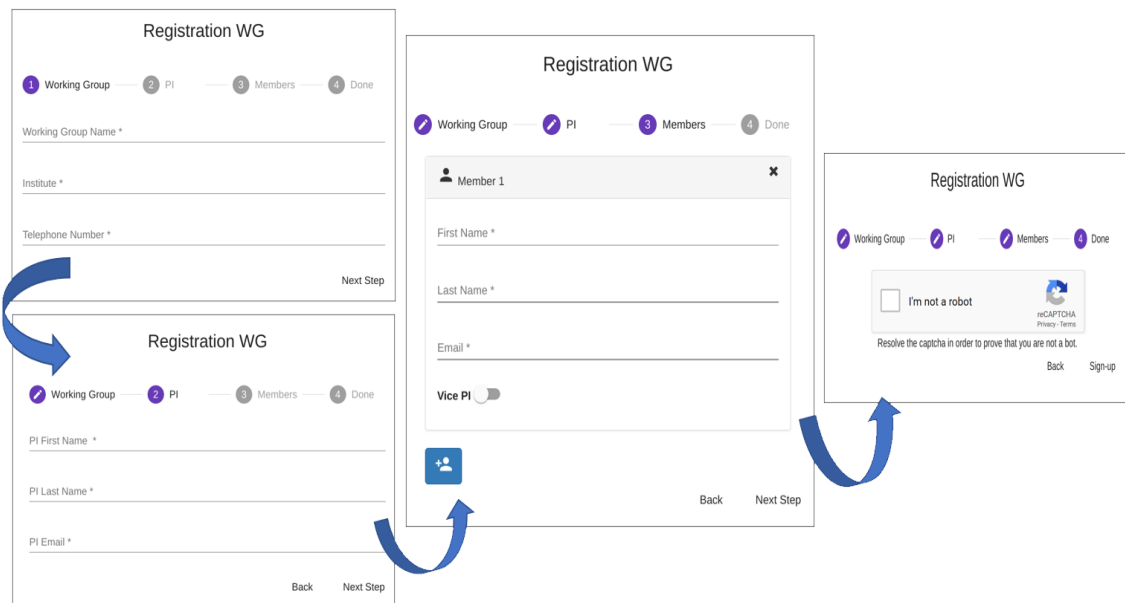 Registration WG
1 Working Group 2 PI 3 Members 4 Done
Working Group Name *
Institute *
Telephone Number *
Next Step
Registration WG
Working Group 2 PI 3 Members 4 Done
PI First Name *
PI Last Name *
PI Email *
Back Next Step
Registration WG
Working Group PI 3 Members 4 Done
Member 1
First Name *
Last Name *
Email *
Vice PI
Back Next Step
Registration WG
Working Group PI Members 4 Done
I'm not a robot
reCAPTCHA
Privacy - Terms
Resolve the captcha in order to prove that you are not a bot.
Back Sign-up